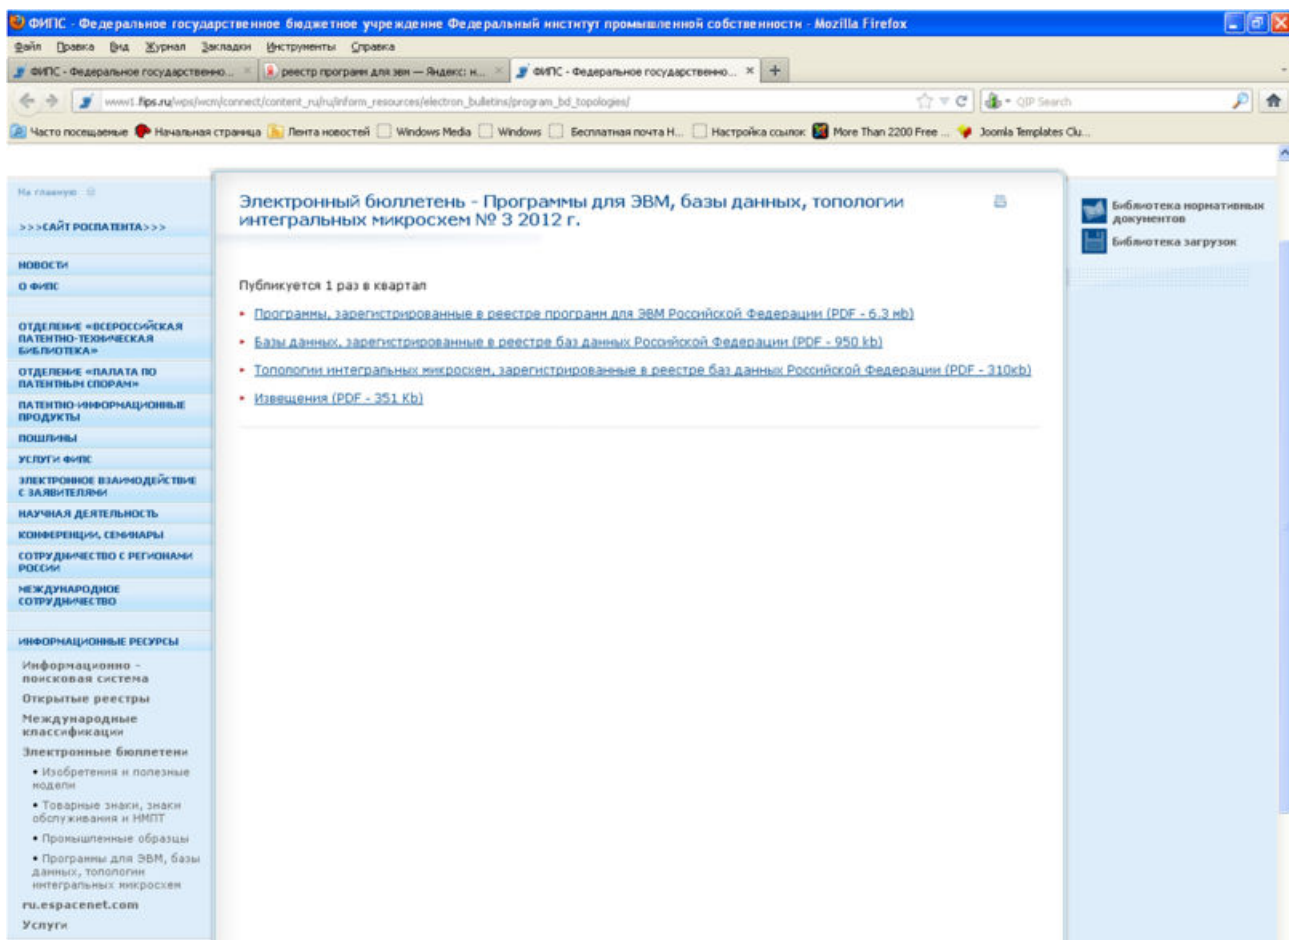 ФИПС - Федеральное государственное бюджетное учреждение Федеральный институт промышленной собственности - Mozilla Firefox
Файл Правка Вид Журнал Закладки Инструменты Справка
ФИПС - Федеральное государственно... реестр программ для эвм — Яндекс: н... ФИПС - Федеральное государственно...
www1.fips.ru/wps/wcm/connect/content_ru/ru/inform_resources/electron_buletins/program_bd_topologies/ QIP Search
Часто посещаемые Начальная страница Лента новостей Windows Media Windows Бесплатная почта H... Настройка ссылок More Than 2200 Free ... Joomla Templates Clu...
На главную
>>>САЙТ РОСПАТЕНТА>>>
НОВОСТИ
О ФИПС
ОТДЕЛЕНИЕ «ВСЕРОССИЙСКАЯ
ПАТЕНТНО-ТЕХНИЧЕСКАЯ
БИБЛИОТЕКА»
ОТДЕЛЕНИЕ «ПАЛАТА ПО
ПАТЕНТНЫМ СПОРАМ»
ПАТЕНТНО-ИНФОРМАЦИОННЫЕ
ПРОДУКТЫ
ПОШЛИНЫ
УСЛУГИ ФИПС
ЭЛЕКТРОННОЕ ВЗАИМОДЕЙСТВИЕ
С ЗАЯВИТЕЛЯМИ
НАУЧНАЯ ДЕЯТЕЛЬНОСТЬ
КОНФЕРЕНЦИИ, СЕМИНАРЫ
СОТРУДНИЧЕСТВО С РЕГИОНАМИ
РОССИИ
МЕЖДУНАРОДНОЕ
СОТРУДНИЧЕСТВО
ИНФОРМАЦИОННЫЕ РЕСУРСЫ
Информационно -
поисковая система
Открытые реестры
Международные
классификации
Электронные бюллетени
• Изобретения и полезные
модели
• Товарные знаки, знаки
обслуживания и НМПТ
• Промышленные образцы
• Программы для ЭВМ, базы
данных, топологии
интегральных микросхем
ru.espacenet.com
Услуги
Электронный бюллетень - Программы для ЭВМ, базы данных, топологии
интегральных микросхем № 3 2012 г.
Публикуется 1 раз в квартал
Программы, зарегистрированные в реестре программ для ЭВМ Российской Федерации (PDF - 6.3 мb)
Базы данных, зарегистрированные в реестре баз данных Российской Федерации (PDF - 950 kb)
Топологии интегральных микросхем, зарегистрированные в реестре баз данных Российской Федерации (PDF - 310kb)
Извещения (PDF - 351 Kb)
Библиотека нормативных
документов
Библиотека загрузок